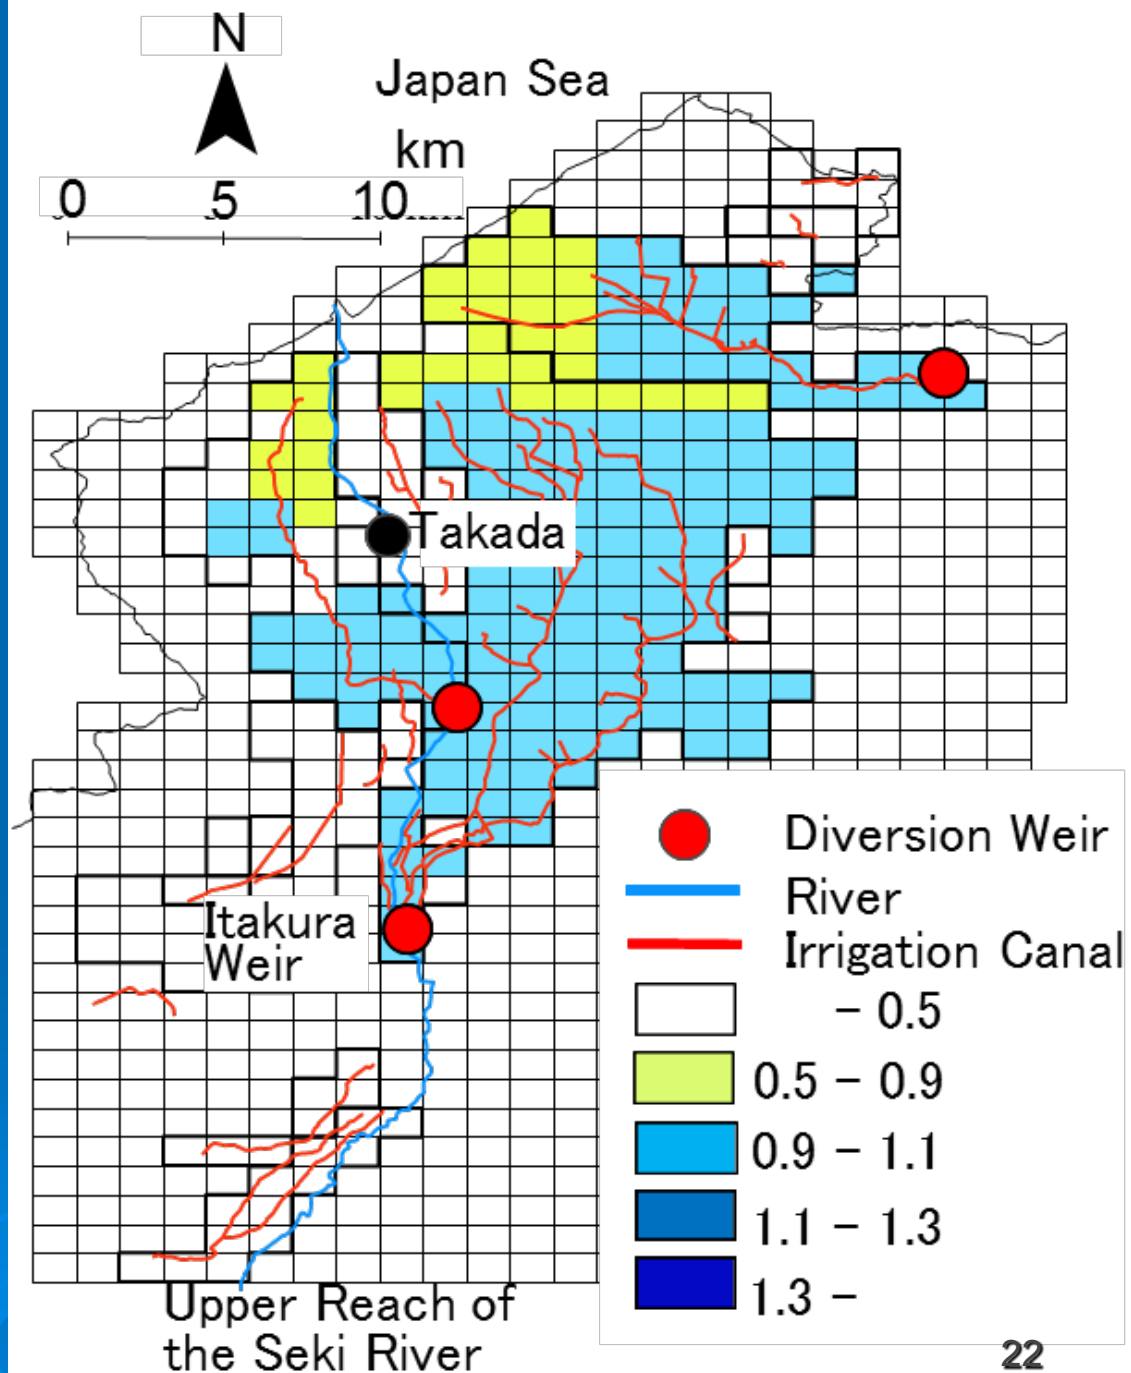 N
Japan Sea
km
0 5 10
Takada
Itakura
Weir
Diversion Weir
River
Irrigation Canal
- 0.5
0.5 - 0.9
0.9 - 1.1
1.1 - 1.3
1.3 -
Upper Reach of
the Seki River
22